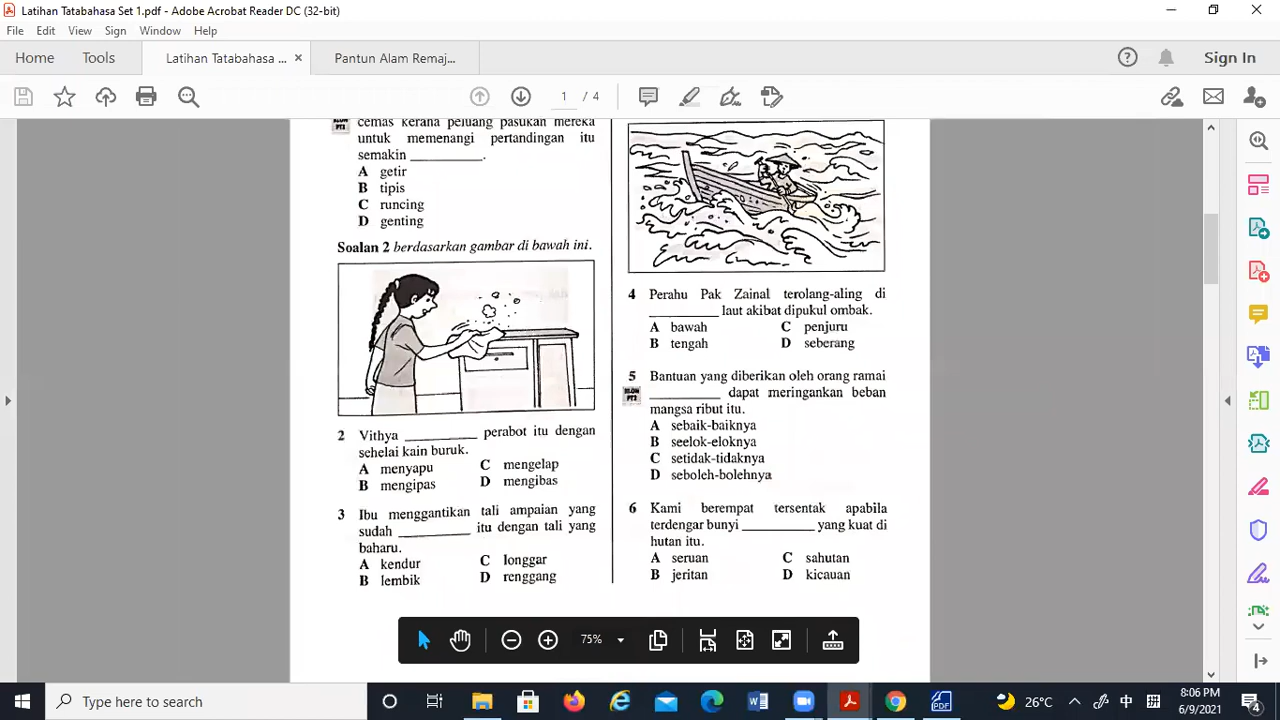 Latihan Tatabahasa Set 1.pdf - Adobe Acrobat Reader DC (32-bit)
File Edit View Sign Window Help
Home Tools Latihan Tatabahasa ... × Pantun Alam Remaj... Sign In
1 / 4
cemas kerana peluang pasukan mereka
untuk memenangi pertandingan itu
semakin __________.
A getir
B tipis
C runcing
D genting
Soalan 2 berdasarkan gambar di bawah ini.
2 Vithya __________ perabot itu dengan
sehelai kain buruk.
A menyapu C mengelap
B mengipas D mengibas
3 Ibu menggantikan tali ampaian yang
sudah __________ itu dengan tali yang
baharu.
A kendur C longgar
B lembik D renggang
4 Perahu Pak Zainal terolang-aling di
__________ laut akibat dipukul ombak.
A bawah C penjuru
B tengah D seberang
5 Bantuan yang diberikan oleh orang ramai
__________ dapat meringankan beban
mangsa ribut itu.
A sebaik-baiknya
B seelok-eloknya
C setidak-tidaknya
D seboleh-bolehnya
6 Kami berempat tersentak apabila
terdengar bunyi __________ yang kuat di
hutan itu.
A seruan C sahutan
B jeritan D kicauan
75%
Type here to search
26°C
中
8:06 PM
6/9/2021
4